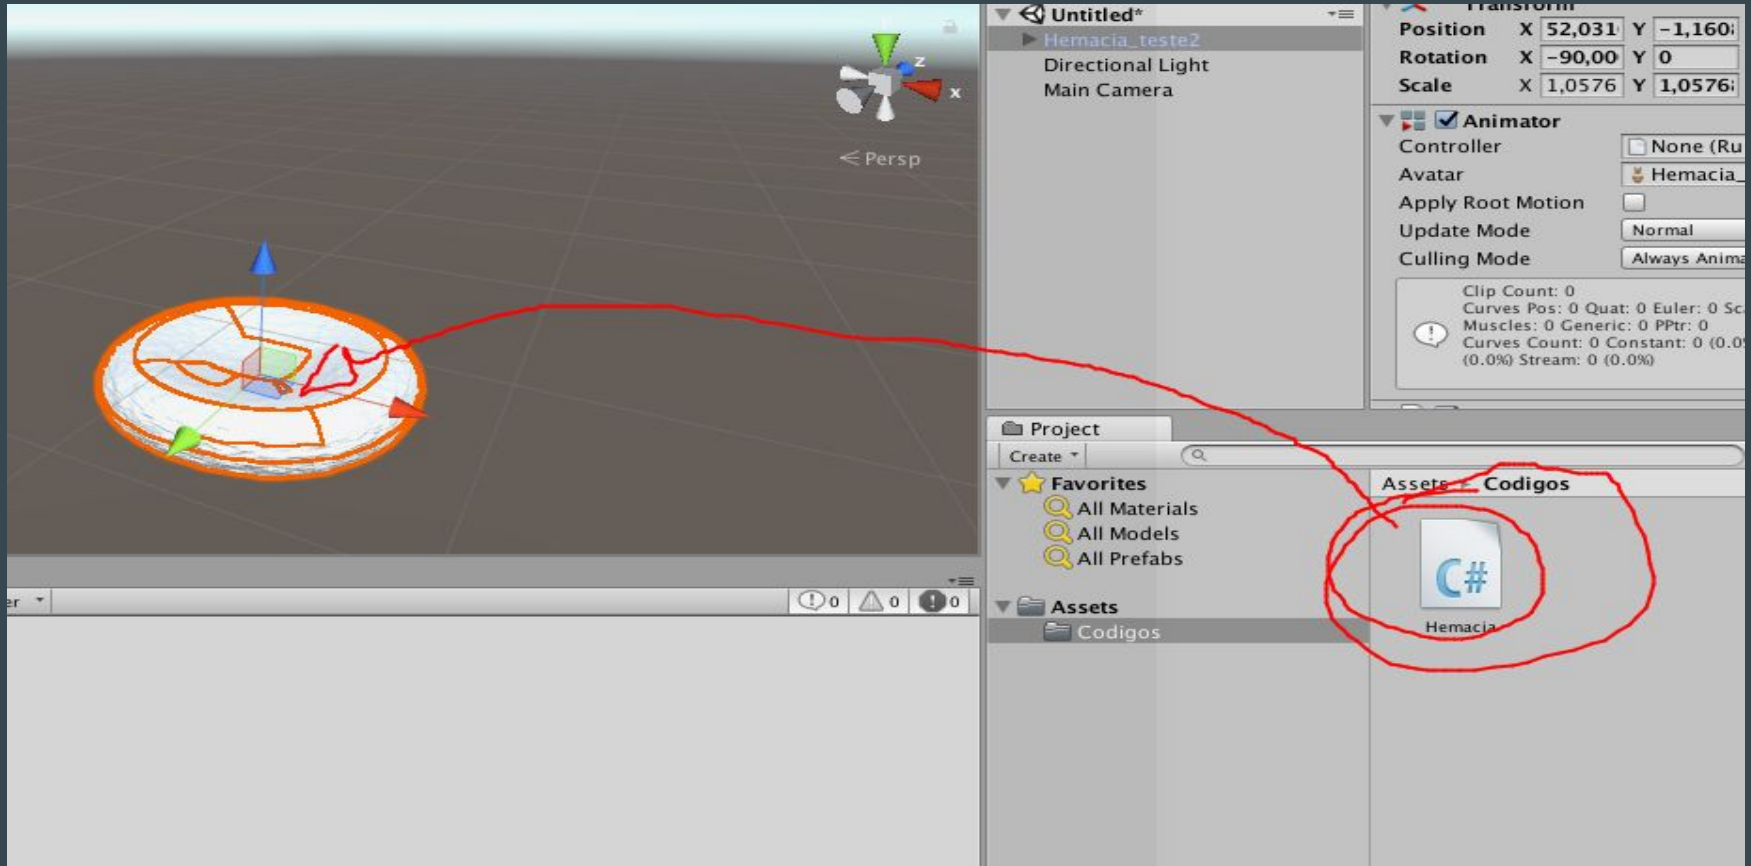 z
x
Persp
Untitled*
Hemacia_teste2
Directional Light
Main Camera
Transform
Position X 52,031 Y -1,160
Rotation X -90,00 Y 0
Scale X 1,0576 Y 1,0576
Animator
Controller None (Ru
Avatar Hemacia_
Apply Root Motion
Update Mode Normal
Culling Mode Always Anima
Clip Count: 0
Curves Pos: 0 Quat: 0 Euler: 0 Sc
Muscles: 0 Generic: 0 PPtr: 0
Curves Count: 0 Constant: 0 (0.0
(0.0%) Stream: 0 (0.0%)
Project
Create
Favorites
All Materials
All Models
All Prefabs
Assets
Codigos
Assets Codigos
C#
Hemacia
er
0 0 0